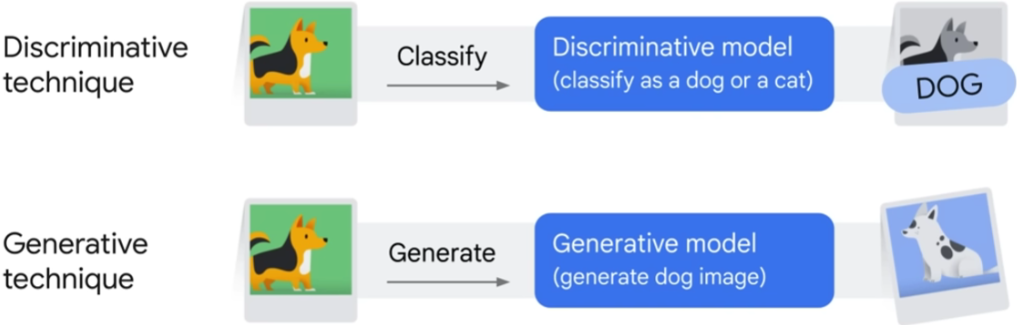 Discriminative
technique
Classify
Discriminative model
(classify as a dog or a cat)
DOG
Generative
technique
Generate
Generative model
(generate dog image)